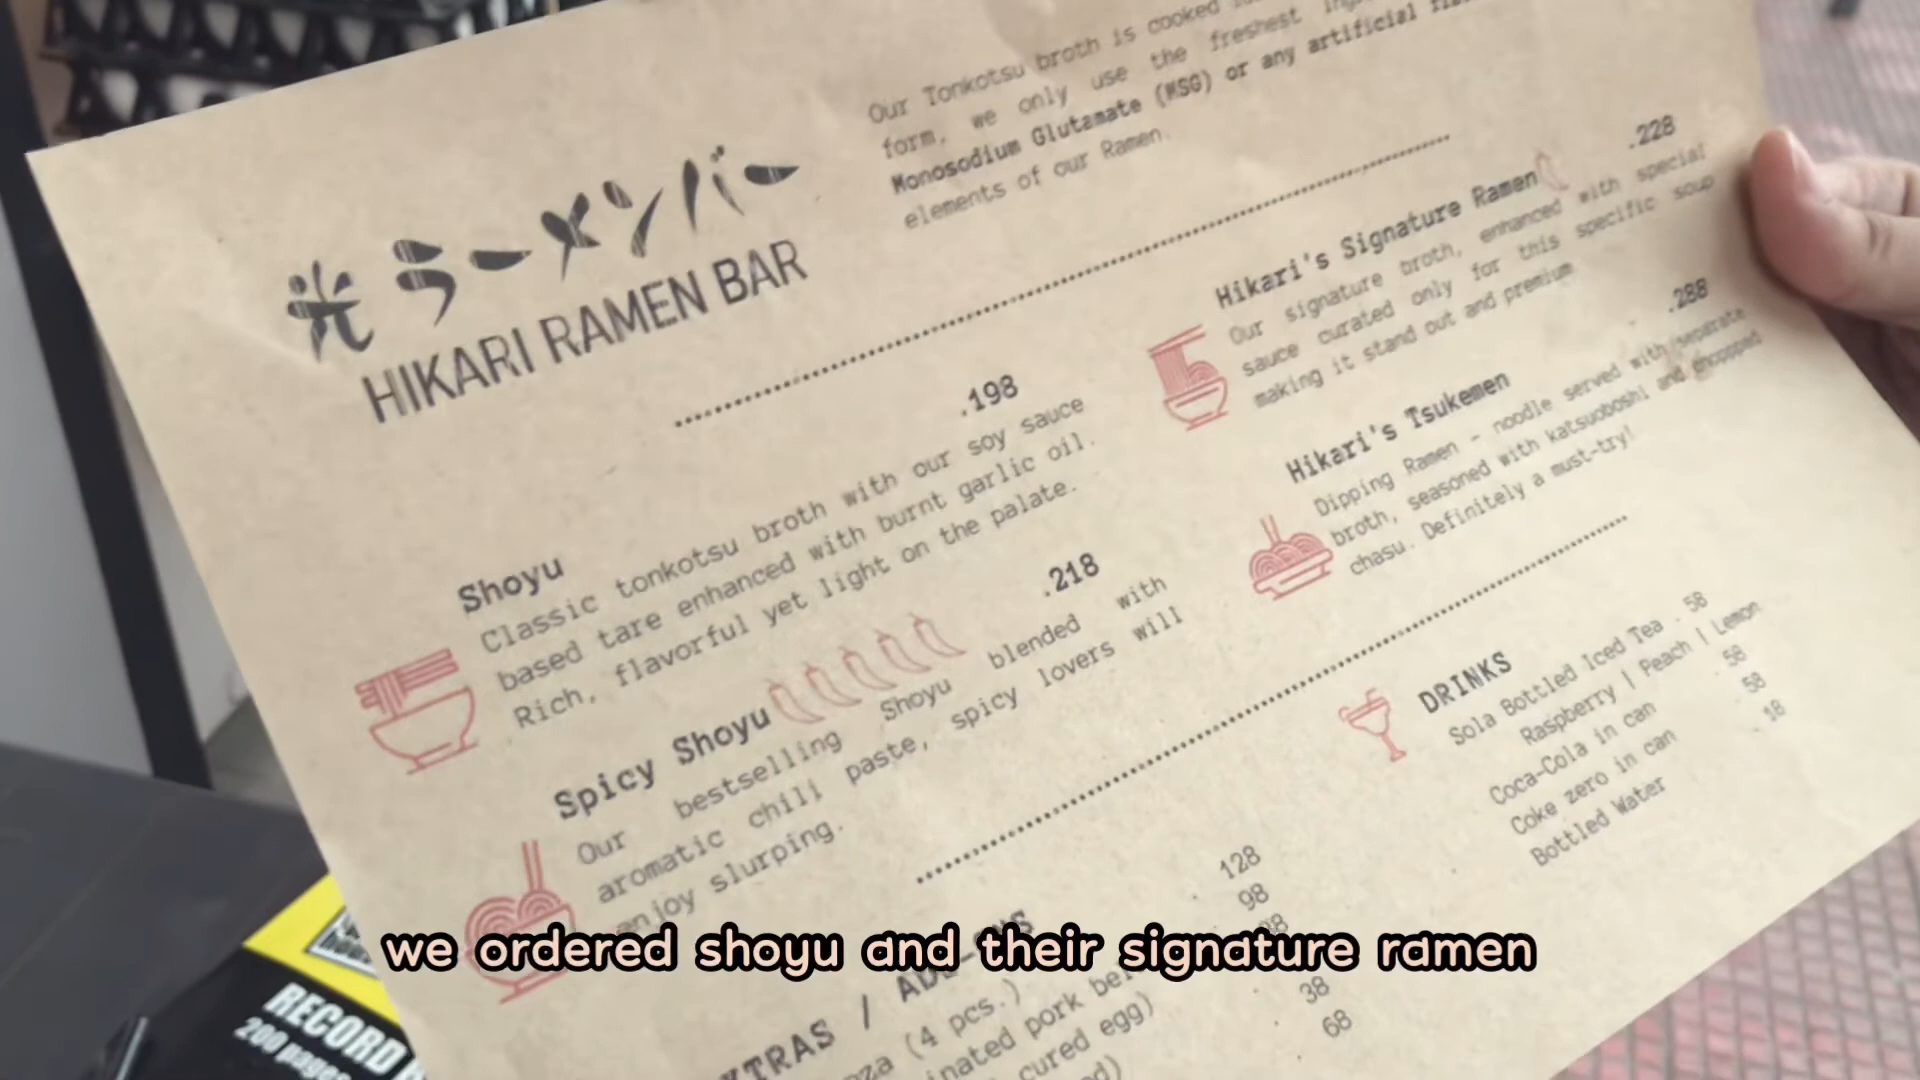 光 ラーメンバー
HIKARI RAMEN BAR
Our Tonkotsu broth is cooked
form, we only use the freshest
Monosodium Glutamate (MSG) or any artificial
elements of our Ramen.
.198
Shoyu
Classic tonkotsu broth with our soy sauce
based tare enhanced with burnt garlic oil.
Rich, flavorful yet light on the palate.
.218
Spicy Shoyu
Our bestselling Shoyu blended with
aromatic chili paste, spicy lovers will
enjoy slurping.
.228
Hikari's Signature Ramen
Our signature broth, enhanced with special
sauce curated only for this specific soup
making it stand out and premium
.288
Hikari's Tsukemen
Dipping Ramen - noodle served with separate
broth, seasoned with katsuoboshi and chopped
chasu. Definitely a must-try!
DRINKS
Sola Bottled Iced Tea . 58
Raspberry | Peach | Lemon
Coca-Cola in can . 58
Coke zero in can . 58
Bottled Water . 18
/
(4 pcs.) . 128
pork . 98
cured egg)
. 38
. 68
RECORD
200 pages
we ordered shoyu and their signature ramen